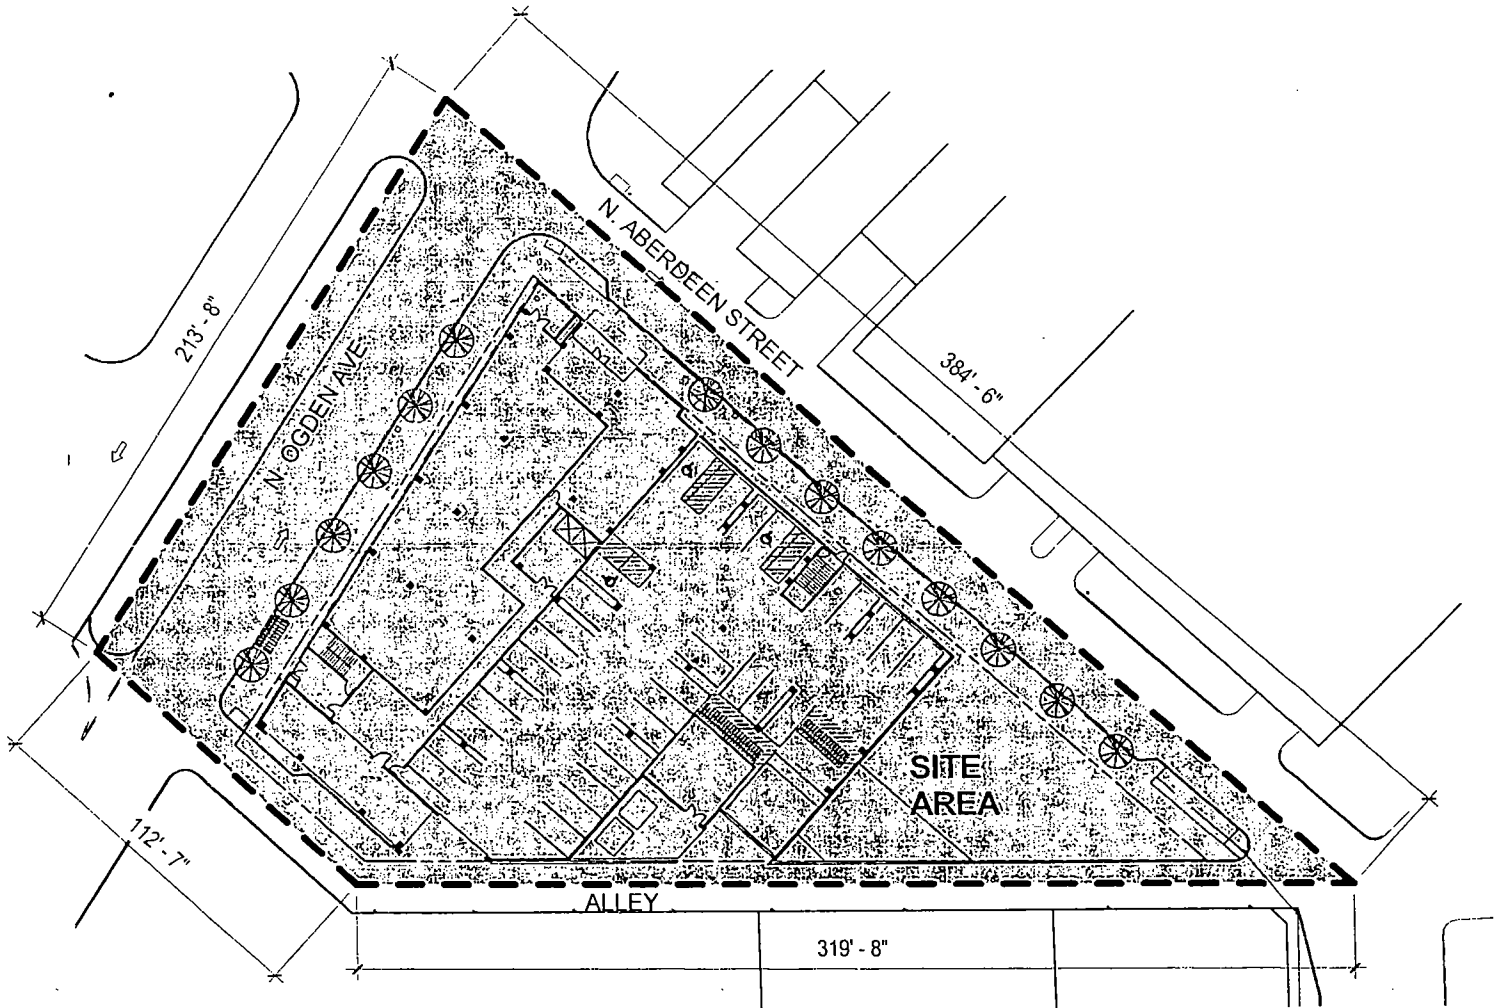 N. ABERDEEN STREET
213' - 8"
N. OGDEN AVE
384' - 6"
SITE
AREA
112' - 7"
ALLEY
319' - 8"